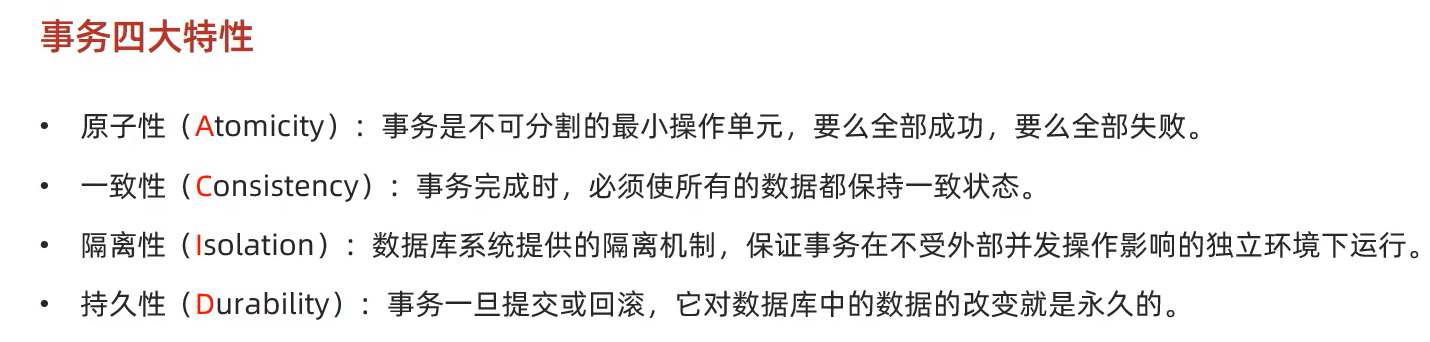 事务四大特性
• 原子性（Atomicity）：事务是不可分割的最小操作单元，要么全部成功，要么全部失败。
• 一致性（Consistency）：事务完成时，必须使所有的数据都保持一致状态。
• 隔离性（Isolation）：数据库系统提供的隔离机制，保证事务在不受外部并发操作影响的独立环境下运行。
• 持久性（Durability）：事务一旦提交或回滚，它对数据库中的数据的改变就是永久的。